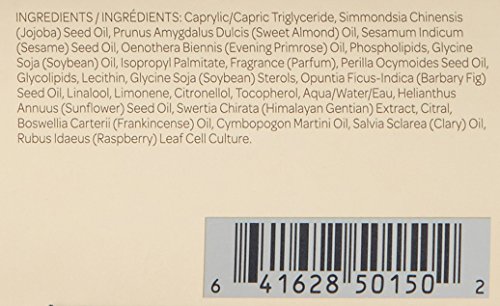 INGREDIENTS / INGRÉDIENTS: Caprylic/Capric Triglyceride, Simmondsia Chinensis
(Jojoba) Seed Oil, Prunus Amygdalus Dulcis (Sweet Almond) Oil, Sesamum Indicum
(Sesame) Seed Oil, Oenothera Biennis (Evening Primrose) Oil, Phospholipids, Glycine
Soja (Soybean) Oil, Isopropyl Palmitate, Fragrance (Parfum), Perilla Ocymoides Seed Oil,
Glycolipids, Lecithin, Glycine Soja (Soybean) Sterols, Opuntia Ficus-Indica (Barbary Fig)
Seed Oil, Linalool, Limonene, Citronellol, Tocopherol, Aqua/Water/Eau, Helianthus
Annuus (Sunflower) Seed Oil, Swertia Chirata (Himalayan Gentian) Extract, Citral,
Boswellia Carterii (Frankincense) Oil, Cymbopogon Martini Oil, Salvia Sclarea (Clary) Oil,
Rubus Idaeus (Raspberry) Leaf Cell Culture.
6 41628 50150 2